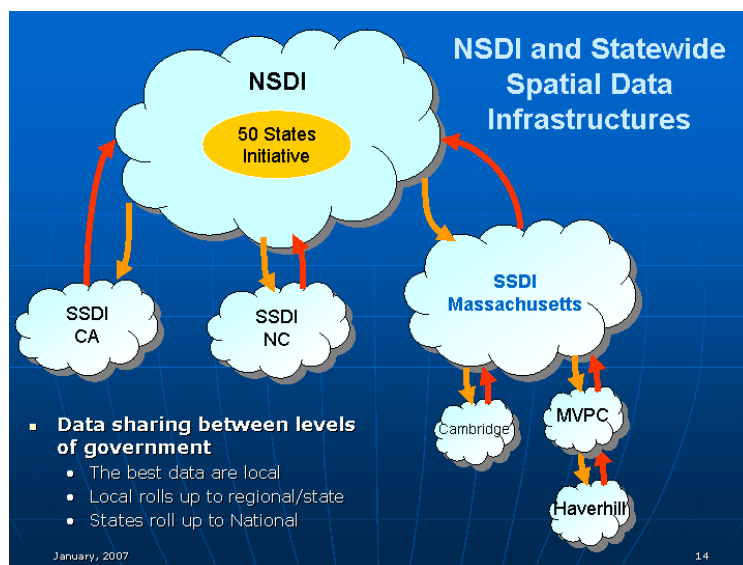 NSDI and Statewide
Spatial Data
Infrastructures
NSDI
50 States
Initiative
SSDI
CA
SSDI
NC
SSDI
Massachusetts
Cambridge
MVPC
Haverhill
Data sharing between levels
of government
The best data are local
Local rolls up to regional/state
States roll up to National
January, 2007
14